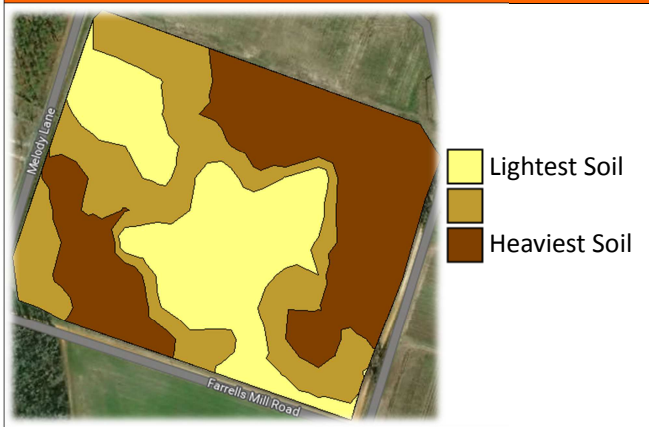 Melody Lane
Lightest Soil
Heaviest Soil
Farrells Mill Road